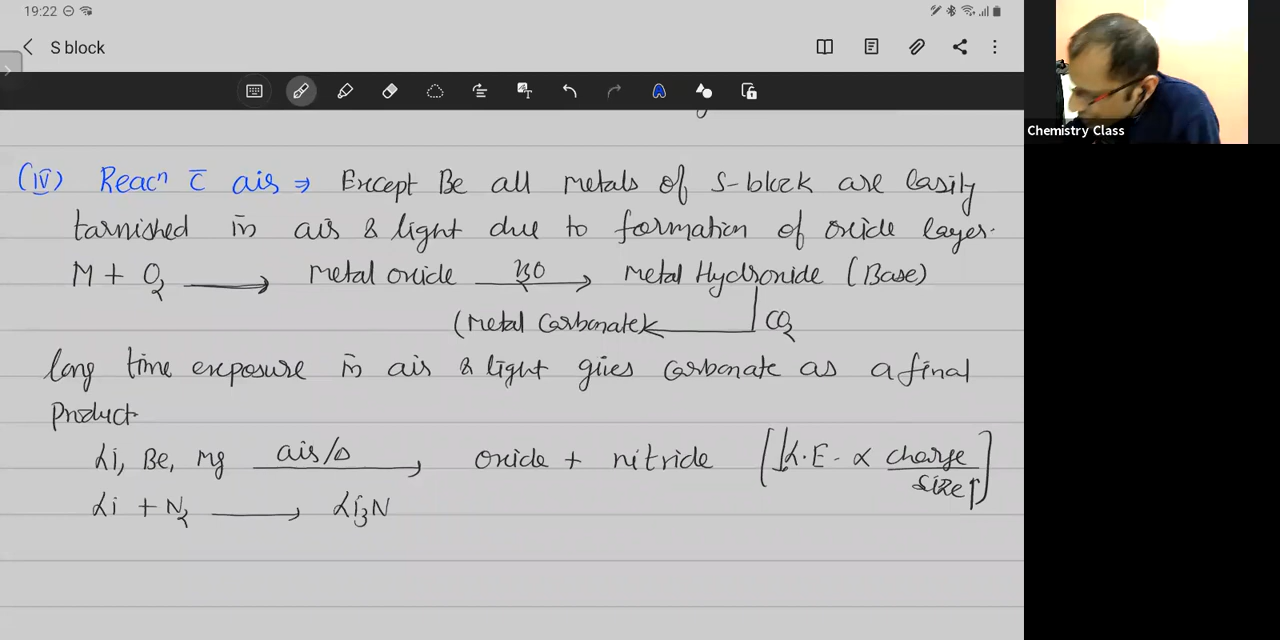 19:22
S block
Chemistry Class
(IV) Reacn c̄ air ⇒ Except Be all metals of S-block are easily
tarnished in air & light due to formation of oxide layer.
M + O2 ⟶ Metal oxide —H2O→ Metal Hydroxide (Base)
(Metal Carbonate) ← CO2
long time exposure in air & light gives Carbonate as a final
Product.
Li, Be, Mg —air/Δ→ oxide + nitride [↓L.E. ∝ charge/size↑]
Li + N2 ⟶ Li3N